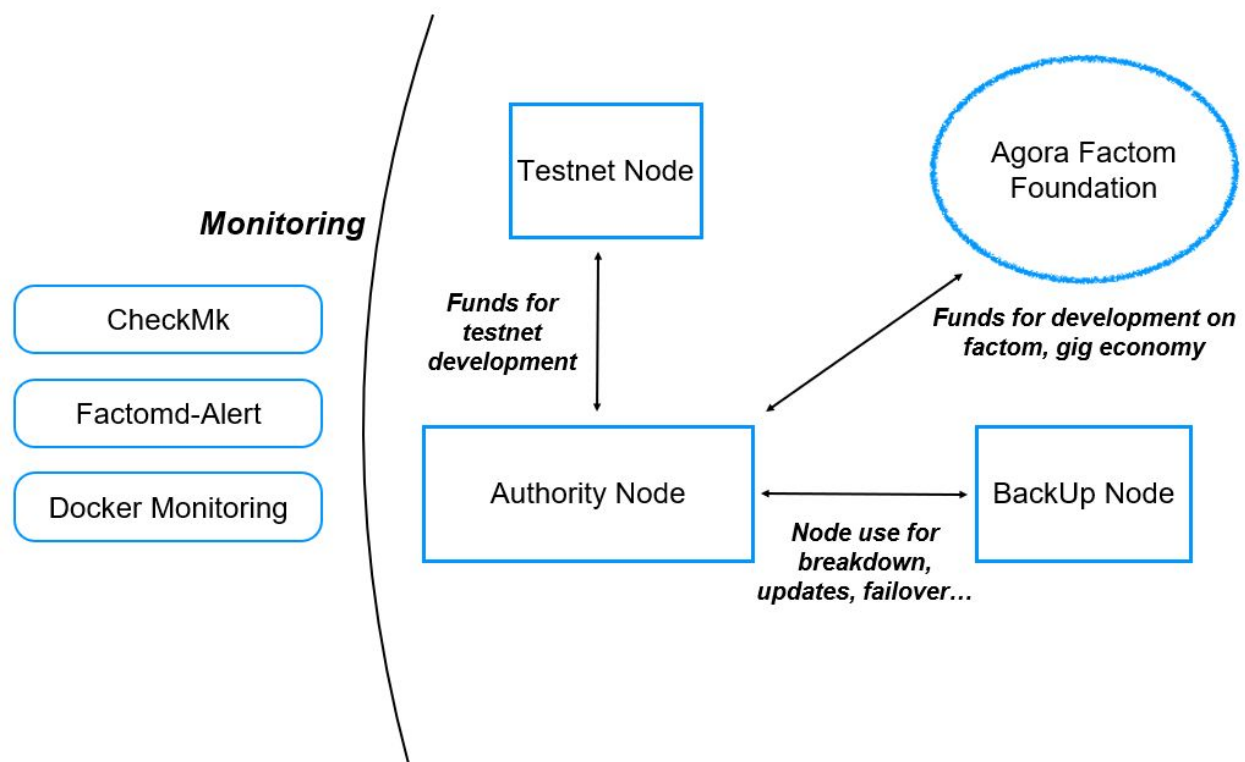 Monitoring
CheckMk
Factomd-Alert
Docker Monitoring
Testnet Node
Agora Factom
Foundation
Funds for
testnet
development
Funds for development on
factom, gig economy
Authority Node
BackUp Node
Node use for
breakdown,
updates, failover…